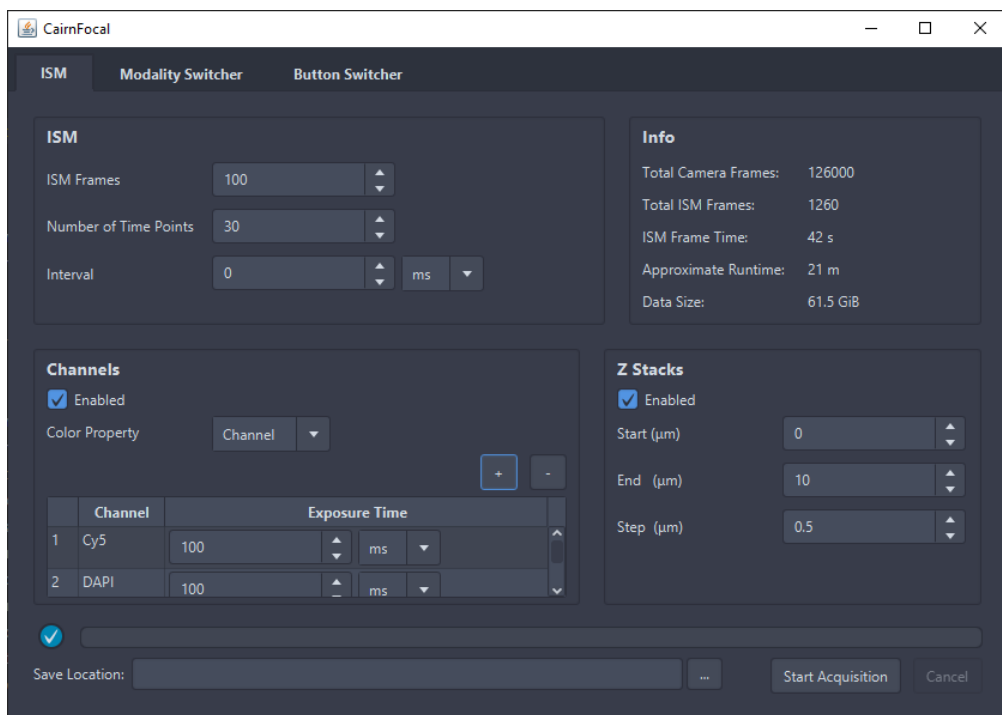 CairnFocal
ISM Modality Switcher Button Switcher
ISM
ISM Frames 100
Number of Time Points 30
Interval 0 ms
Info
Total Camera Frames: 126000
Total ISM Frames: 1260
ISM Frame Time: 42 s
Approximate Runtime: 21 m
Data Size: 61.5 GiB
Channels
Enabled
Color Property Channel
+ -
Channel Exposure Time
1 Cy5 100 ms
2 DAPI 100 ms
Z Stacks
Enabled
Start (μm) 0
End (μm) 10
Step (μm) 0.5
Save Location: ... Start Acquisition Cancel